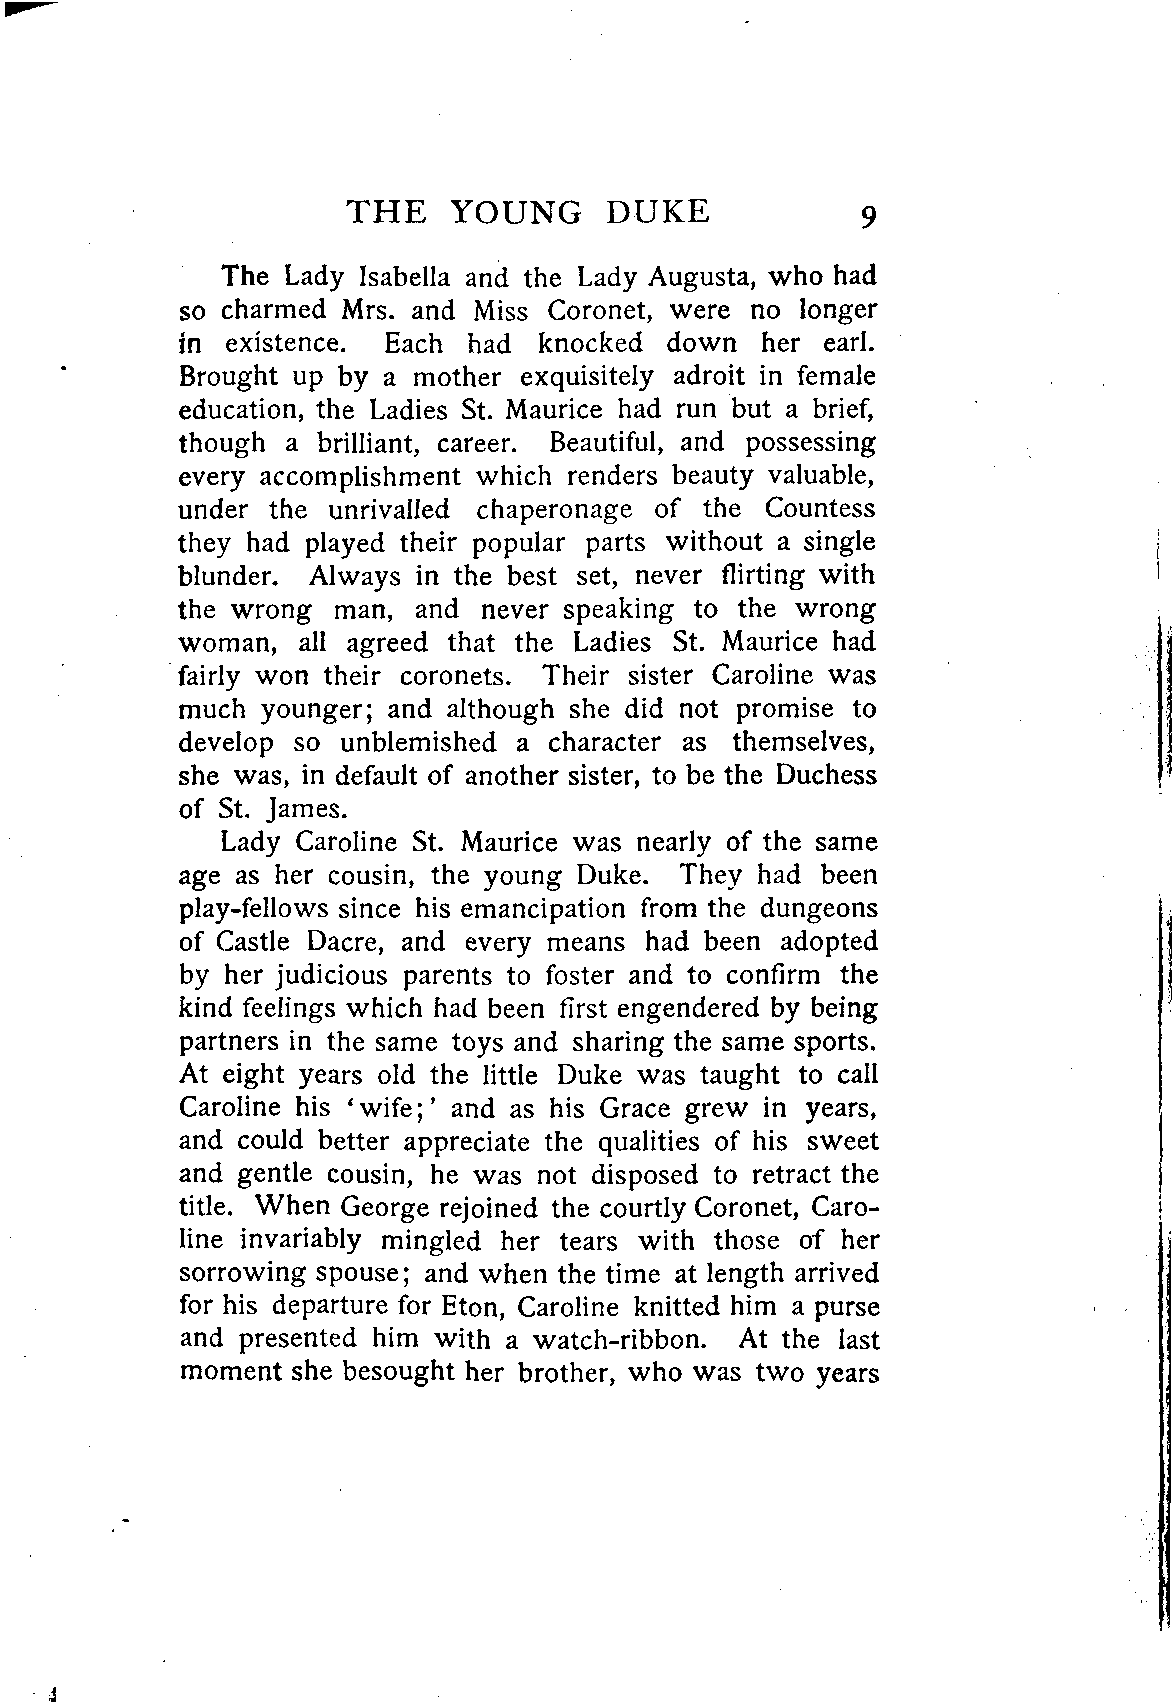 THE YOUNG DUKE 9
The Lady Isabella and the Lady Augusta, who had
so charmed Mrs. and Miss Coronet, were no longer
in existence. Each had knocked down her earl.
Brought up by a mother exquisitely adroit in female
education, the Ladies St. Maurice had run but a brief,
though a brilliant, career. Beautiful, and possessing
every accomplishment which renders beauty valuable,
under the unrivalled chaperonage of the Countess
they had played their popular parts without a single
blunder. Always in the best set, never flirting with
the wrong man, and never speaking to the wrong
woman, all agreed that the Ladies St. Maurice had
fairly won their coronets. Their sister Caroline was
much younger; and although she did not promise to
develop so unblemished a character as themselves,
she was, in default of another sister, to be the Duchess
of St. James.
Lady Caroline St. Maurice was nearly of the same
age as her cousin, the young Duke. They had been
play-fellows since his emancipation from the dungeons
of Castle Dacre, and every means had been adopted
by her judicious parents to foster and to confirm the
kind feelings which had been first engendered by being
partners in the same toys and sharing the same sports.
At eight years old the little Duke was taught to call
Caroline his ‘wife;’ and as his Grace grew in years,
and could better appreciate the qualities of his sweet
and gentle cousin, he was not disposed to retract the
title. When George rejoined the courtly Coronet, Caro-
line invariably mingled her tears with those of her
sorrowing spouse; and when the time at length arrived
for his departure for Eton, Caroline knitted him a purse
and presented him with a watch-ribbon. At the last
moment she besought her brother, who was two years